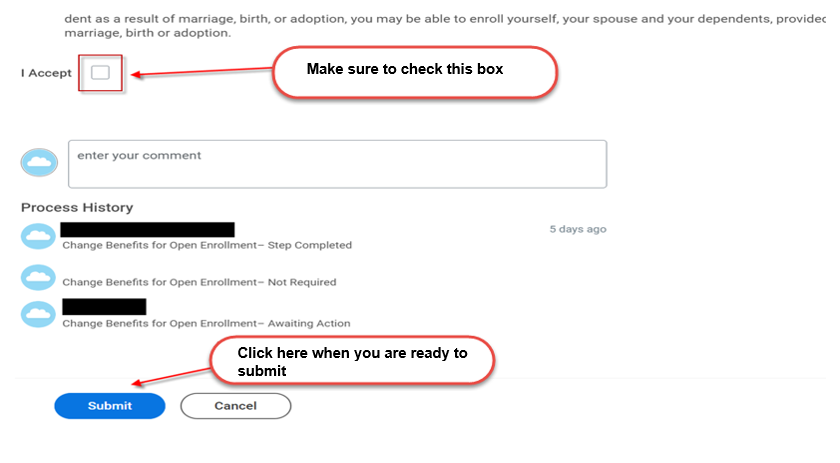 dent as a result of marriage, birth, or adoption, you may be able to enroll yourself, your spouse and your dependents, provided
marriage, birth or adoption.
I Accept
Make sure to check this box
enter your comment
Process History
5 days ago
Change Benefits for Open Enrollment– Step Completed
Change Benefits for Open Enrollment– Not Required
Change Benefits for Open Enrollment– Awaiting Action
Click here when you are ready to
submit
Submit
Cancel